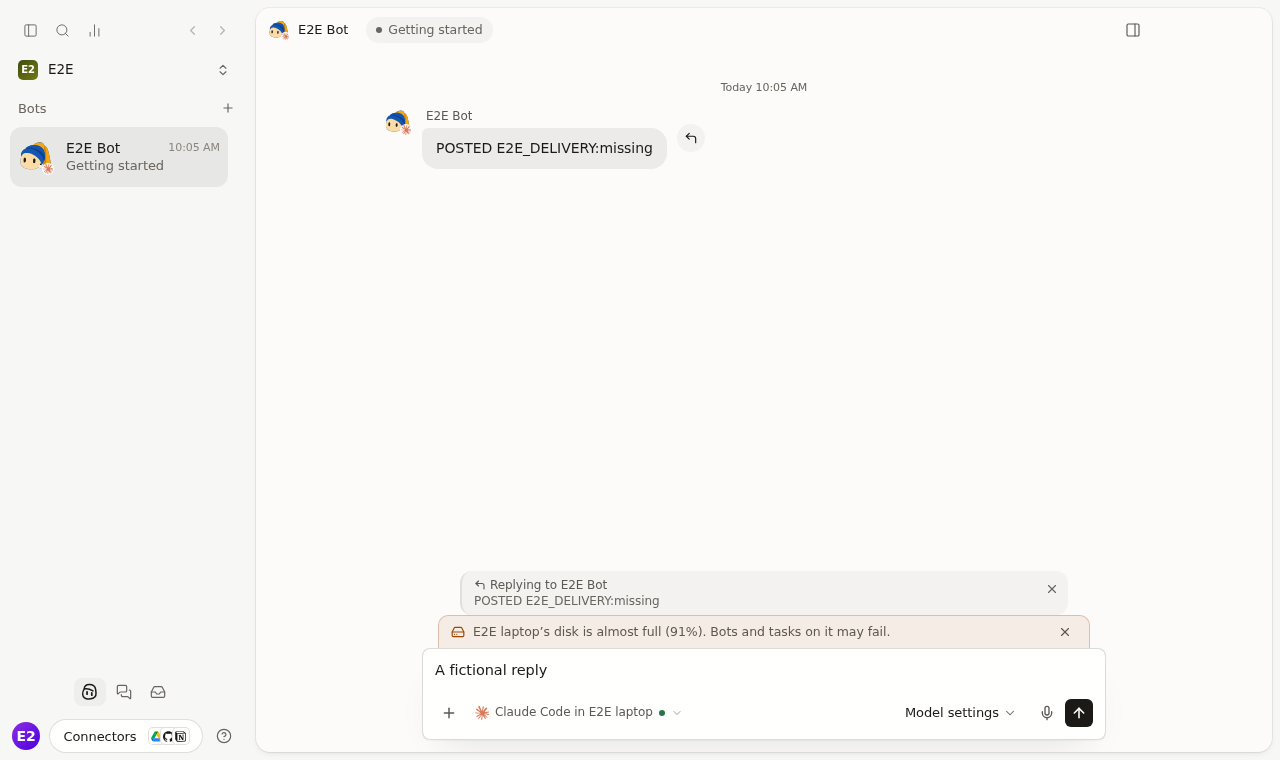 E2 E2E
Bots
E2E Bot 10:05 AM
Getting started
E2 Connectors
E2E Bot Getting started
Today 10:05 AM
E2E Bot
POSTED E2E_DELIVERY:missing
Replying to E2E Bot
POSTED E2E_DELIVERY:missing
E2E laptop’s disk is almost full (91%). Bots and tasks on it may fail.
A fictional reply
Claude Code in E2E laptop Model settings